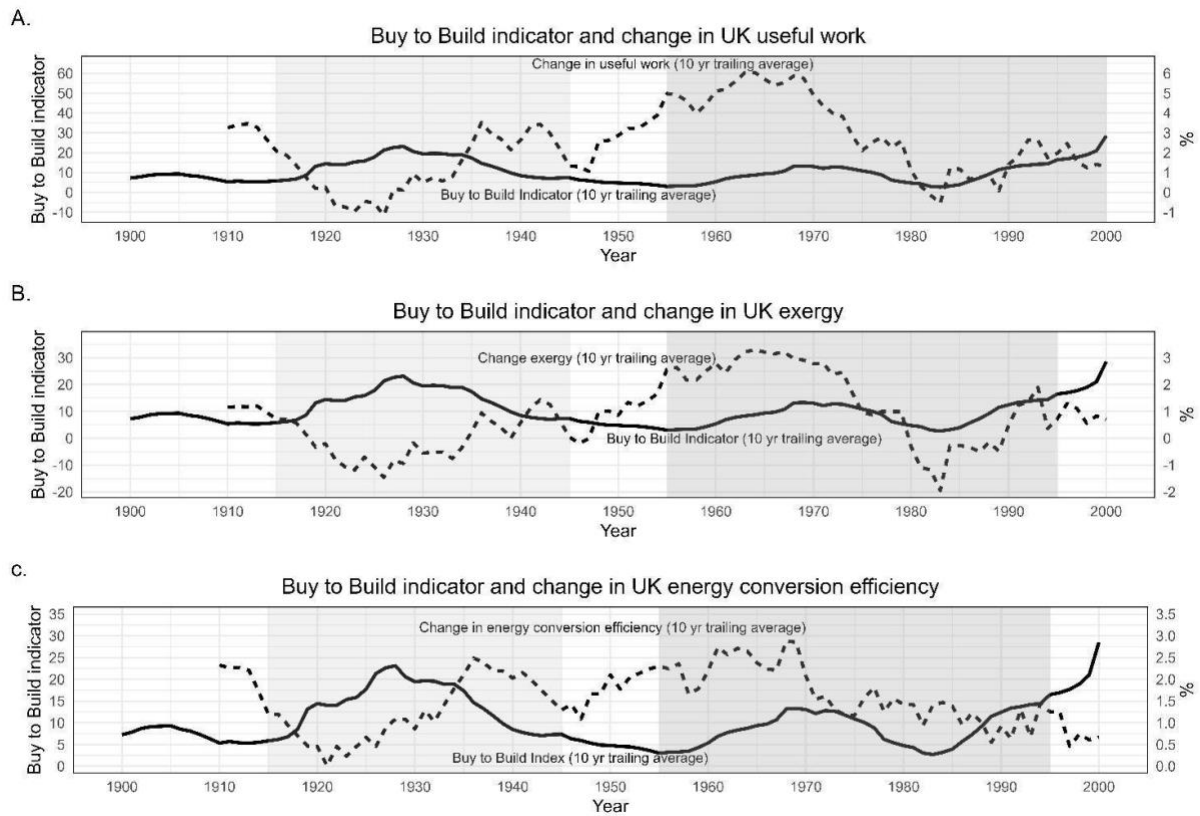 A.
Buy to Build indicator and change in UK useful work
Change in useful work (10 yr trailing average)
Buy to Build Indicator (10 yr trailing average)
Buy to Build indicator
60
50
40
30
20
10
0
-10
6
5
4
3
2
1
0
-1
%
1900 1910 1920 1930 1940 1950 1960 1970 1980 1990 2000
Year
B.
Buy to Build indicator and change in UK exergy
Change exergy (10 yr trailing average)
Buy to Build Indicator (10 yr trailing average)
Buy to Build indicator
30
20
10
0
-10
-20
3
2
1
0
-1
-2
%
1900 1910 1920 1930 1940 1950 1960 1970 1980 1990 2000
Year
c.
Buy to Build indicator and change in UK energy conversion efficiency
Change in energy conversion efficiency (10 yr trailing average)
Buy to Build Index (10 yr trailing average)
Buy to Build indicator
35
30
25
20
15
10
5
0
3.5
3.0
2.5
2.0
1.5
1.0
0.5
0.0
%
1900 1910 1920 1930 1940 1950 1960 1970 1980 1990 2000
Year